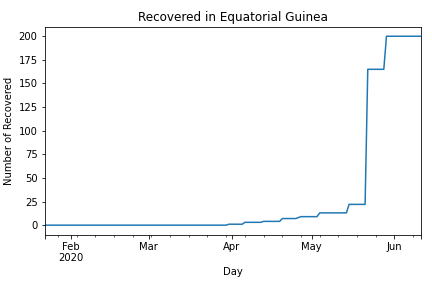 Recovered in Equatorial Guinea
Number of Recovered
200
175
150
125
100
75
50
25
0
Feb
2020
Mar
Apr
May
Jun
Day